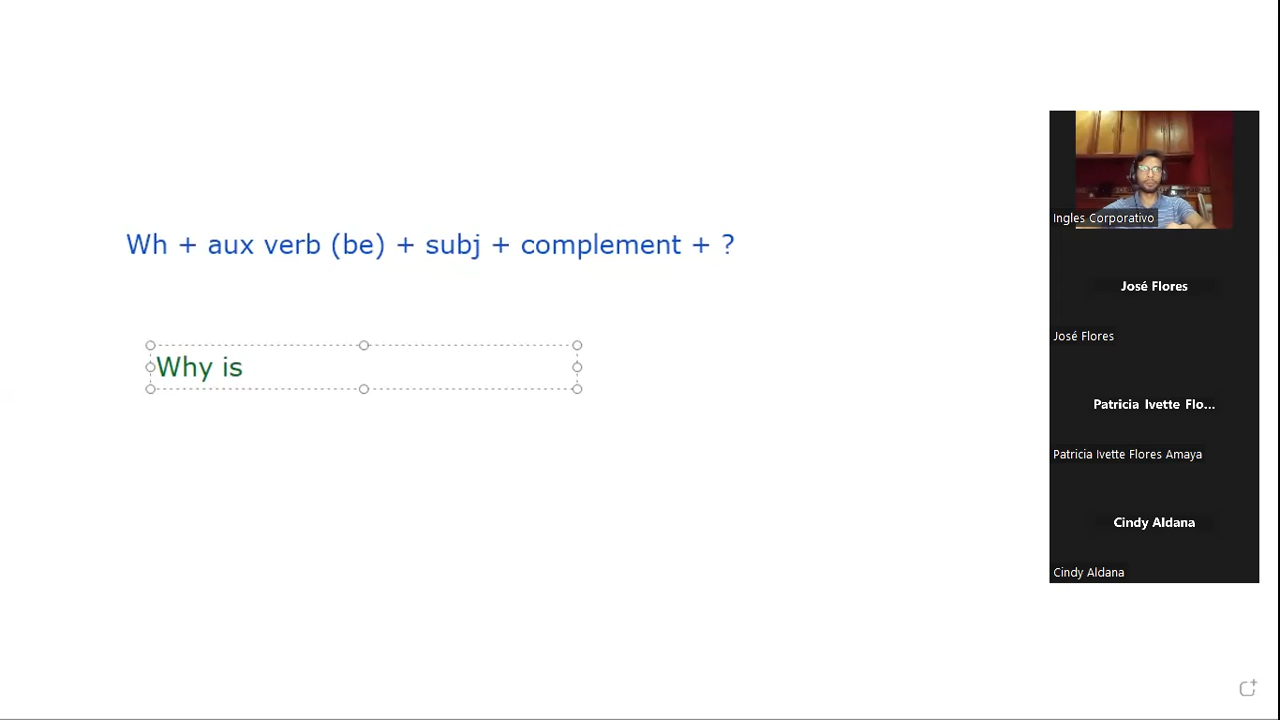 Wh + aux verb (be) + subj + complement + ?
Why is
Ingles Corporativo
José Flores
José Flores
Patricia Ivette Flo...
Patricia Ivette Flores Amaya
Cindy Aldana
Cindy Aldana